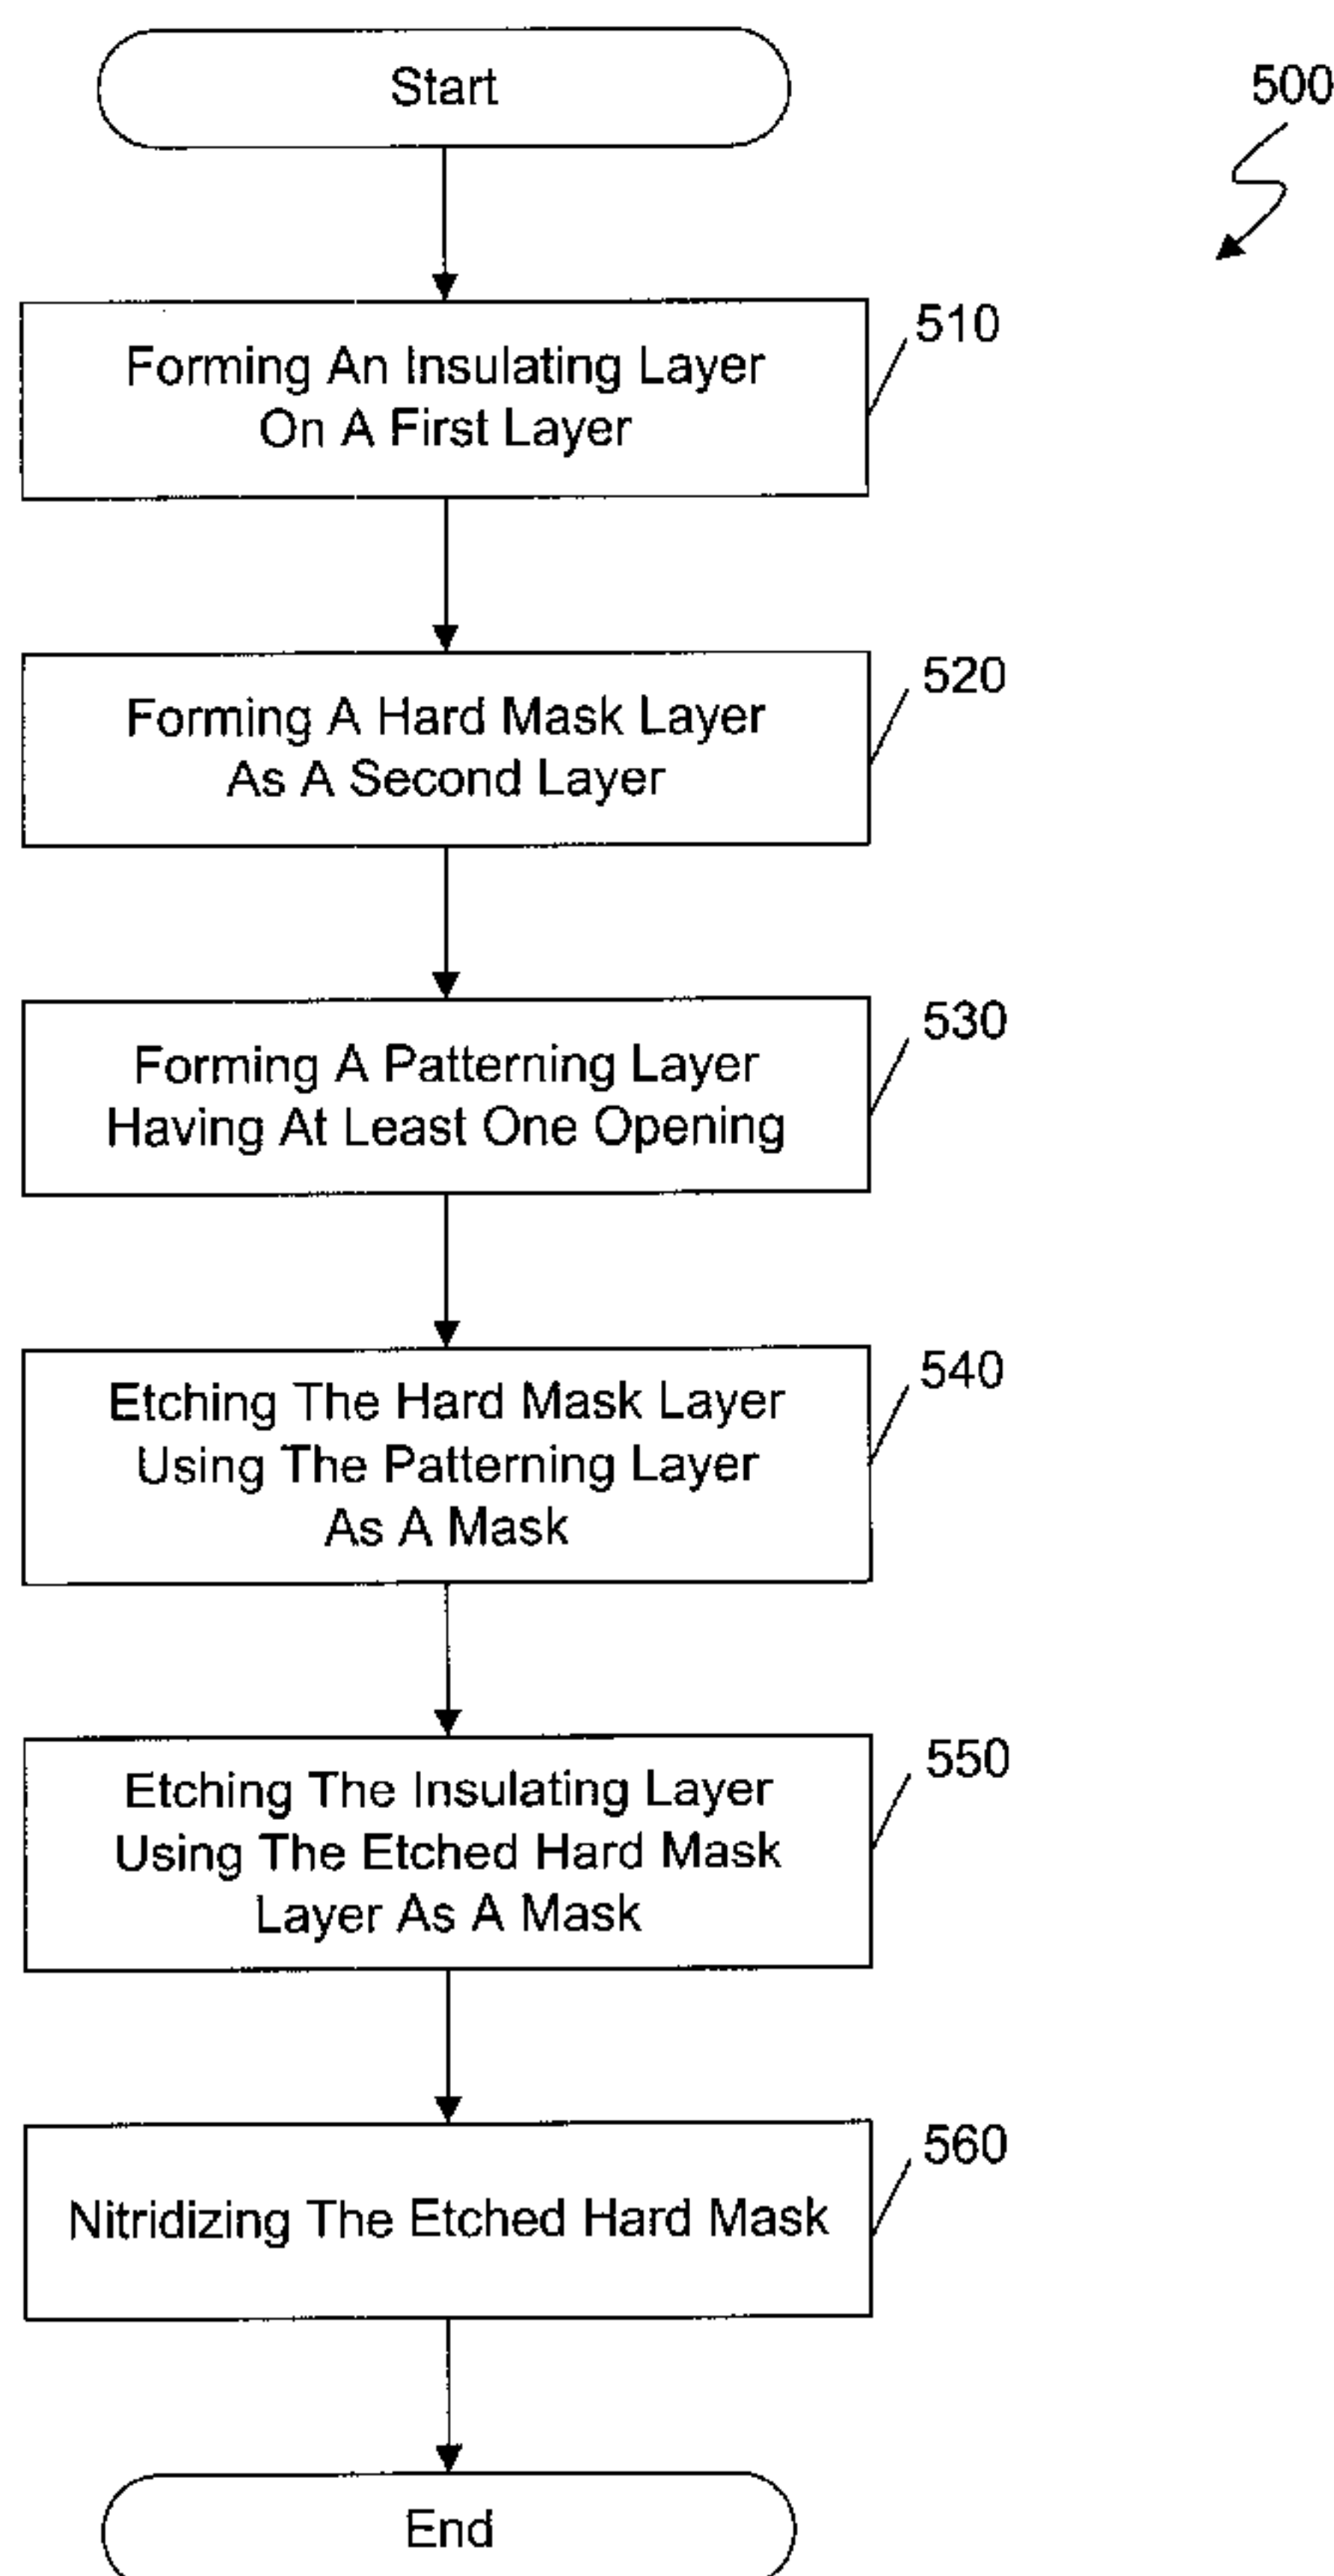 Start
500
Forming An Insulating Layer
On A First Layer
510
Forming A Hard Mask Layer
As A Second Layer
520
Forming A Patterning Layer
Having At Least One Opening
530
Etching The Hard Mask Layer
Using The Patterning Layer
As A Mask
540
Etching The Insulating Layer
Using The Etched Hard Mask
Layer As A Mask
550
Nitridizing The Etched Hard Mask
560
End